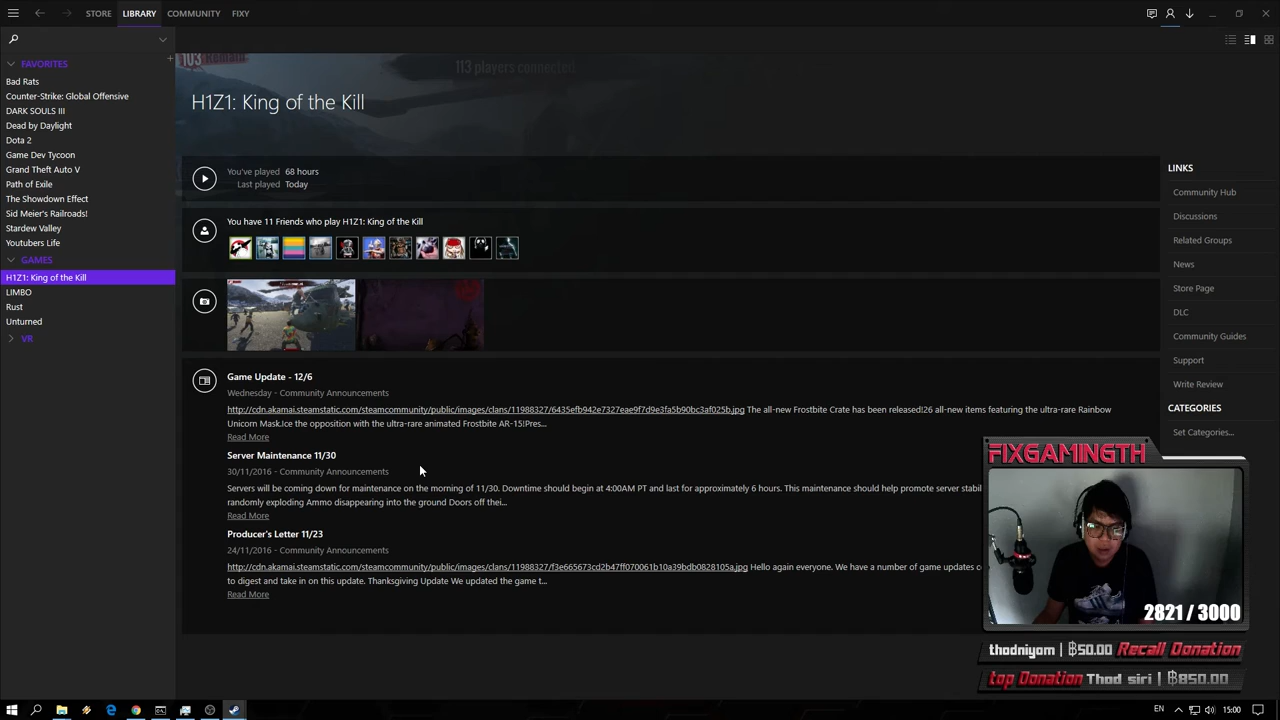 STORE LIBRARY COMMUNITY FIXY
FAVORITES
Bad Rats
Counter-Strike: Global Offensive
DARK SOULS III
Dead by Daylight
Dota 2
Game Dev Tycoon
Grand Theft Auto V
Path of Exile
The Showdown Effect
Sid Meier's Railroads!
Stardew Valley
Youtubers Life
GAMES
H1Z1: King of the Kill
LIMBO
Rust
Unturned
VR
103 Remain
113 players connected
H1Z1: King of the Kill
You've played 68 hours
Last played Today
You have 11 Friends who play H1Z1: King of the Kill
Game Update - 12/6
Wednesday - Community Announcements
http://cdn.akamai.steamstatic.com/steamcommunity/public/images/clans/11988327/6435efb942e7327eae9f7d9e3fa5b90bc3af025b.jpg The all-new Frostbite Crate has been released!26 all-new items featuring the ultra-rare Rainbow
Unicorn Mask.Ice the opposition with the ultra-rare animated Frostbite AR-15!Pres...
Read More
Server Maintenance 11/30
30/11/2016 - Community Announcements
Servers will be coming down for maintenance on the morning of 11/30. Downtime should begin at 4:00AM PT and last for approximately 6 hours. This maintenance should help promote server stabil
randomly exploding Ammo disappearing into the ground Doors off thei...
Read More
Producer's Letter 11/23
24/11/2016 - Community Announcements
http://cdn.akamai.steamstatic.com/steamcommunity/public/images/clans/11988327/f3e665673cd2b47ff070061b10a39bdb0828105a.jpg Hello again everyone. We have a number of game updates c
to digest and take in on this update. Thanksgiving Update We updated the game t...
Read More
LINKS
Community Hub
Discussions
Related Groups
News
Store Page
DLC
Community Guides
Support
Write Review
CATEGORIES
Set Categories...
FIXGAMINGTH
2821 / 3000
thodniyom | ฿50.00 Recall Donation
top Donation Thod siri | ฿850.00
EN 15:00